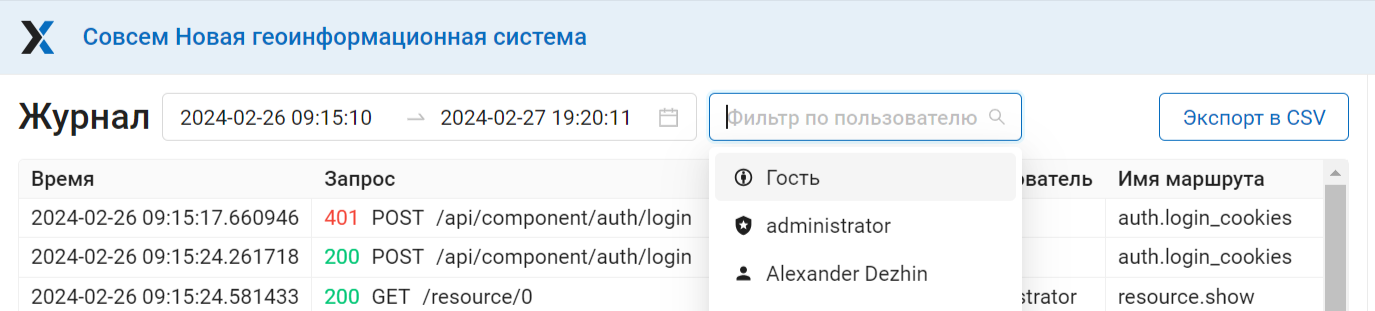 Совсем Новая геоинформационная система
Журнал 2024-02-26 09:15:10 → 2024-02-27 19:20:11 Фильтр по пользователю Экспорт в CSV
Время Запрос ователь Имя маршрута
Гость
2024-02-26 09:15:17.660946 401 POST /api/component/auth/login auth.login_cookies
administrator
2024-02-26 09:15:24.261718 200 POST /api/component/auth/login auth.login_cookies
Alexander Dezhin
2024-02-26 09:15:24.581433 200 GET /resource/0 strator resource.show